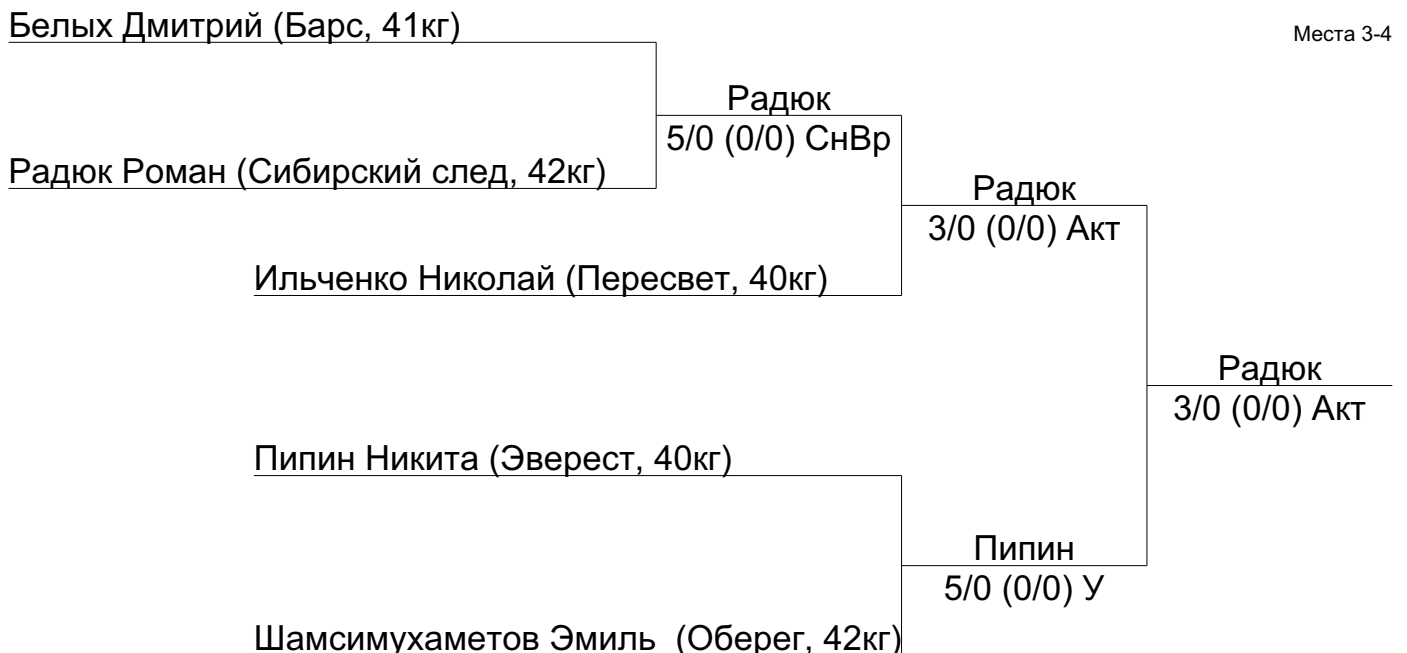 Белых Дмитрий (Барс, 41кг)
Места 3-4
Радюк
5/0 (0/0) СнВр
Радюк Роман (Сибирский след, 42кг)
Радюк
3/0 (0/0) Акт
Ильченко Николай (Пересвет, 40кг)
Радюк
3/0 (0/0) Акт
Пипин Никита (Эверест, 40кг)
Пипин
5/0 (0/0) У
Шамсимухаметов Эмиль (Оберег, 42кг)